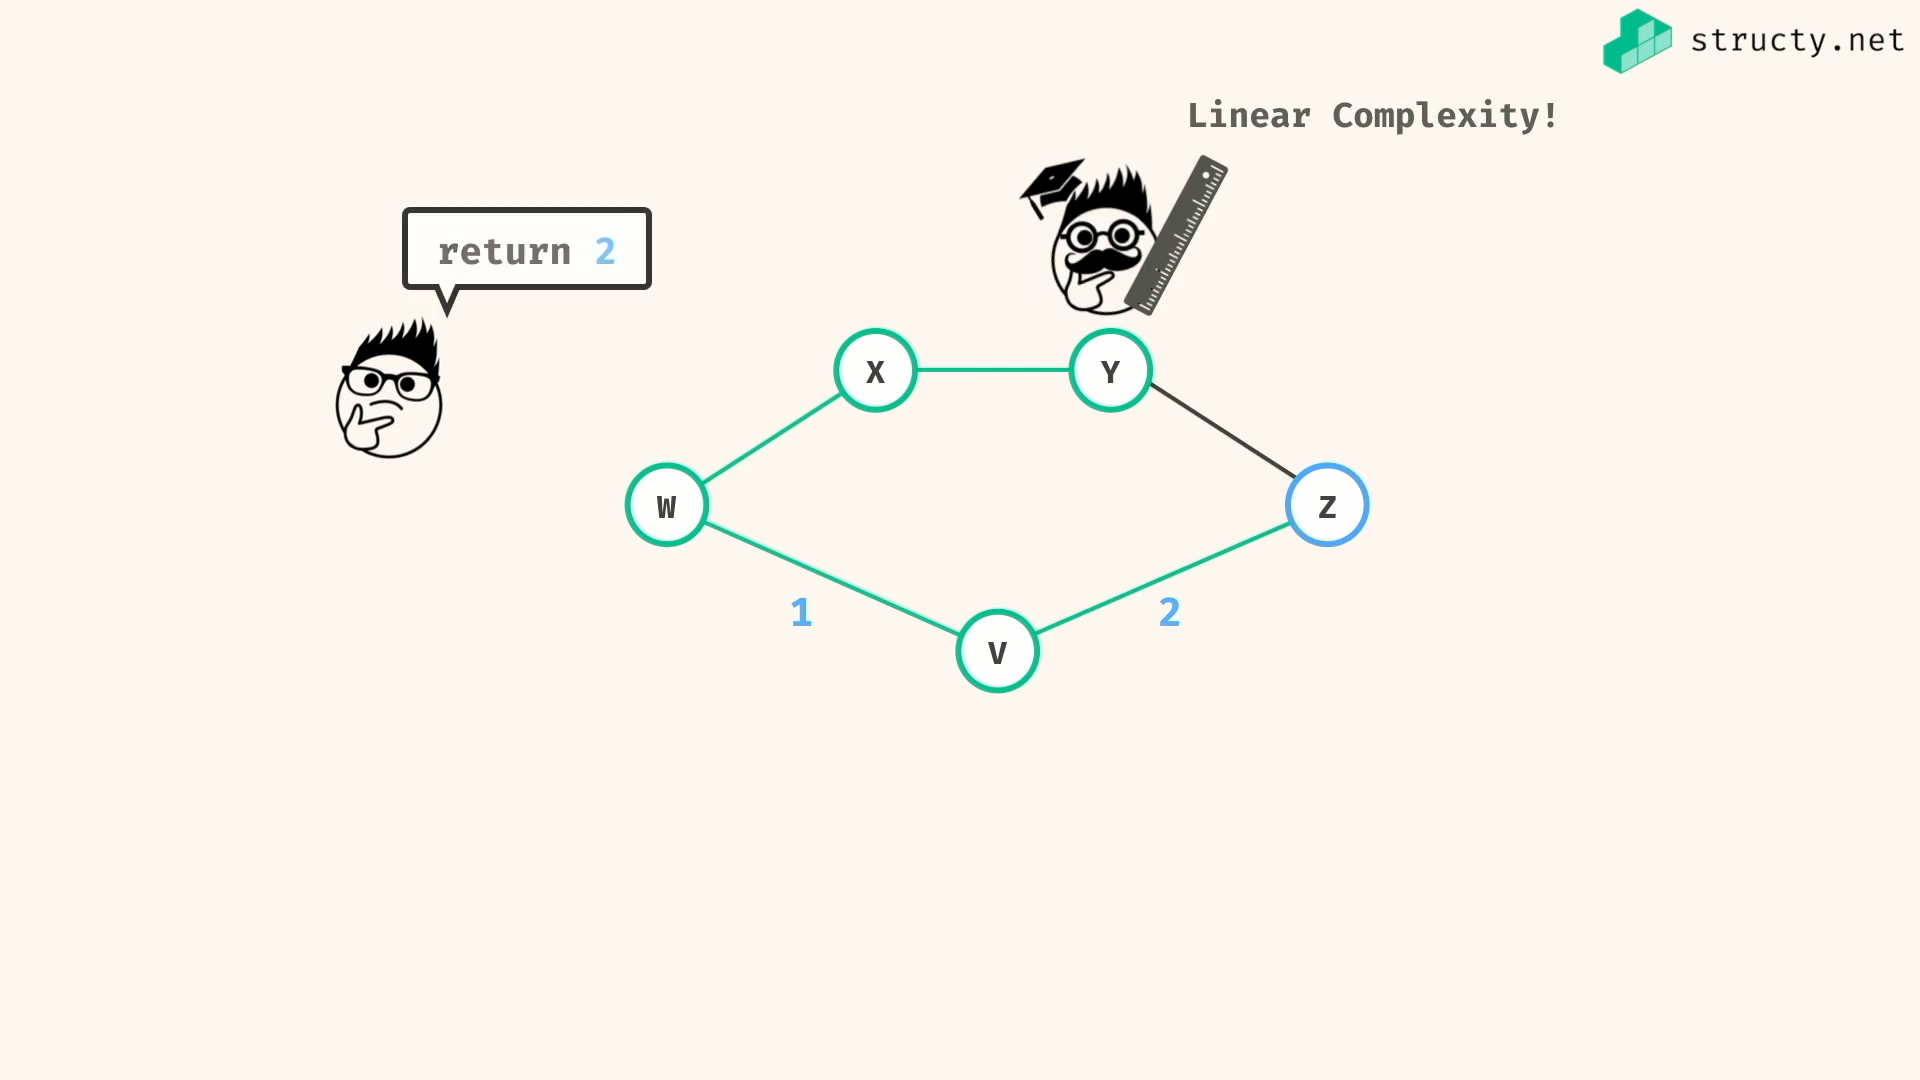 structy.net
Linear Complexity!
return 2
X
Y
W
Z
1
2
V